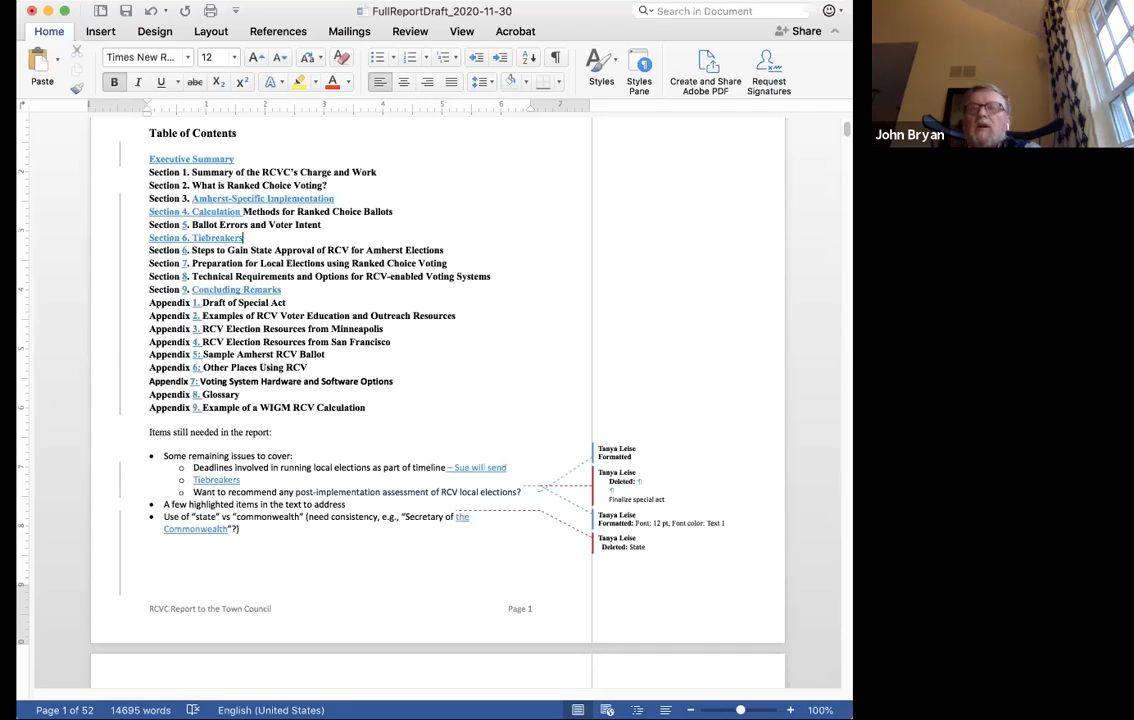 FullReportDraft_2020-11-30
Search in Document
Home Insert Design Layout References Mailings Review View Acrobat
Share
Paste
Times New R...
12
Styles
Styles Pane
Create and Share Adobe PDF
Request Signatures
Table of Contents
Executive Summary
Section 1. Summary of the RCVC's Charge and Work
Section 2. What is Ranked Choice Voting?
Section 3. Amherst-Specific Implementation
Section 4. Calculation Methods for Ranked Choice Ballots
Section 5. Ballot Errors and Voter Intent
Section 6. Tiebreakers
Section 6. Steps to Gain State Approval of RCV for Amherst Elections
Section 7. Preparation for Local Elections using Ranked Choice Voting
Section 8. Technical Requirements and Options for RCV-enabled Voting Systems
Section 9. Concluding Remarks
Appendix 1. Draft of Special Act
Appendix 2. Examples of RCV Voter Education and Outreach Resources
Appendix 3. RCV Election Resources from Minneapolis
Appendix 4. RCV Election Resources from San Francisco
Appendix 5: Sample Amherst RCV Ballot
Appendix 6: Other Places Using RCV
Appendix 7: Voting System Hardware and Software Options
Appendix 8. Glossary
Appendix 9. Example of a WIGM RCV Calculation
Items still needed in the report:
• Some remaining issues to cover:
o Deadlines involved in running local elections as part of timeline – Sue will send
o Tiebreakers
o Want to recommend any post-implementation assessment of RCV local elections?
• A few highlighted items in the text to address
• Use of "state" vs "commonwealth" (need consistency, e.g., "Secretary of the
Commonwealth"?)
Tanya Leise
Formatted
Tanya Leise
Deleted: ¶
¶
Finalize special act
Tanya Leise
Formatted: Font: 12 pt, Font color: Text 1
Tanya Leise
Deleted: State
RCVC Report to the Town Council Page 1
Page 1 of 52 14695 words English (United States) 100%
John Bryan